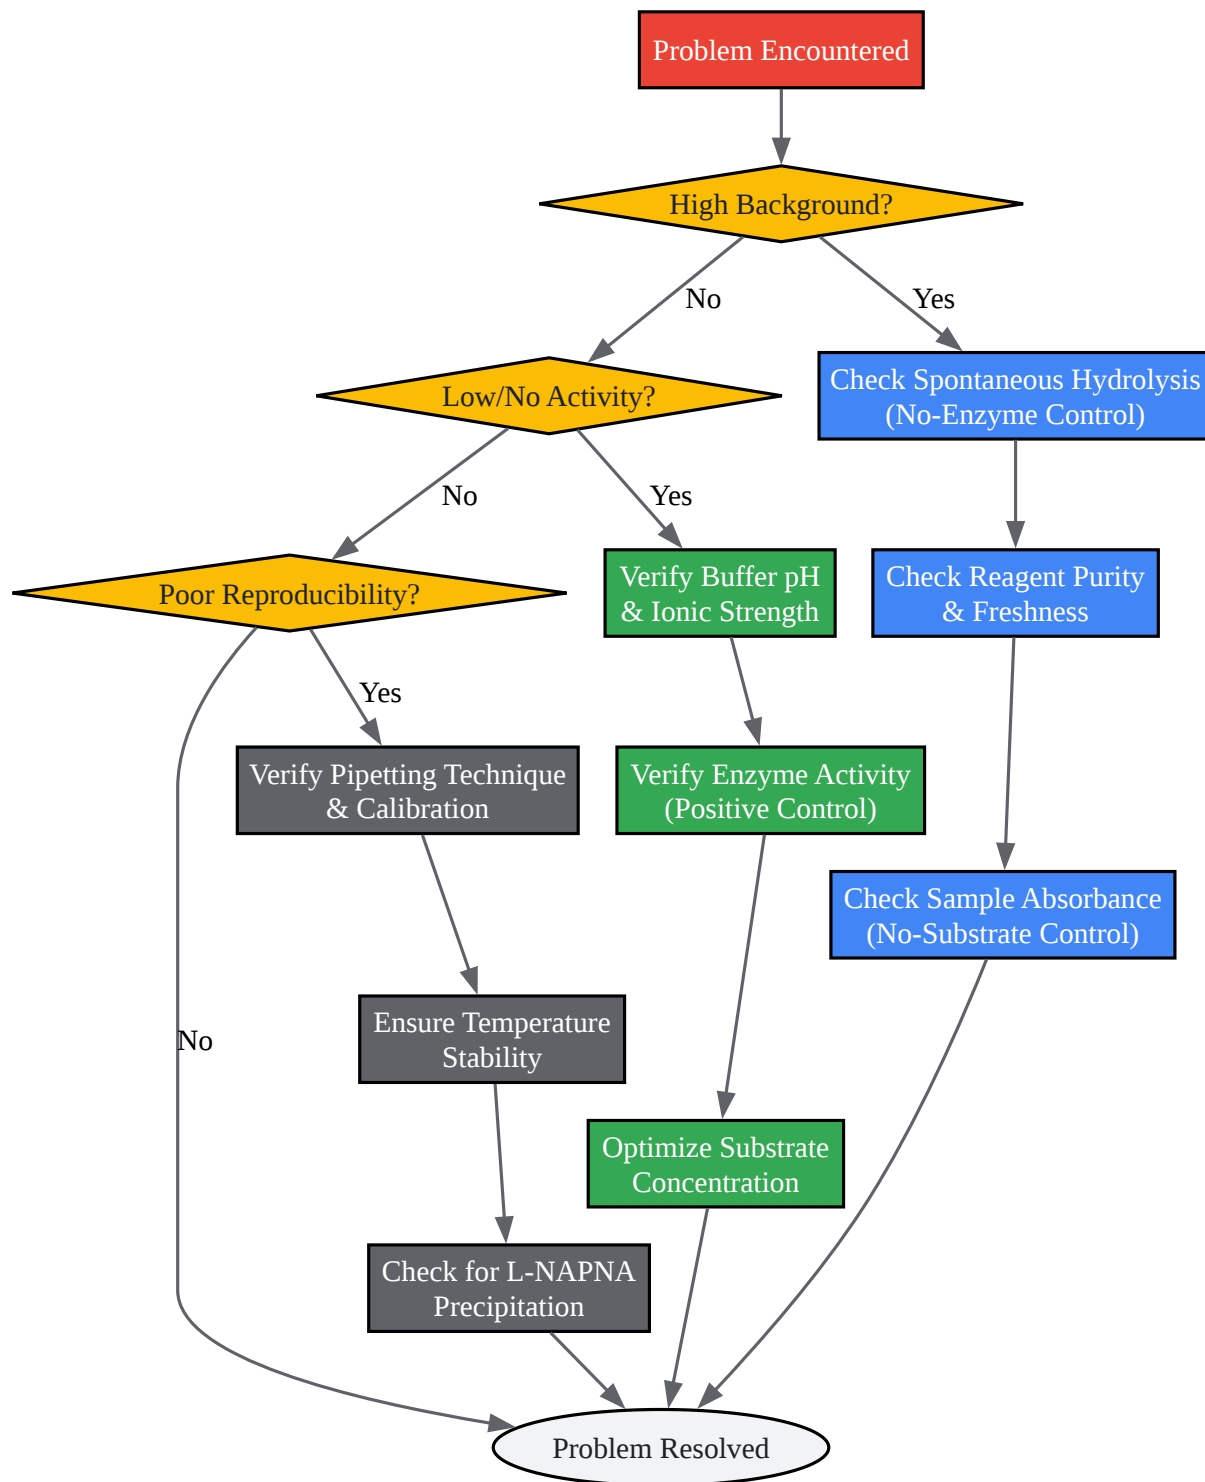 Problem Encountered
High Background?
No
Yes
Check Spontaneous Hydrolysis
(No-Enzyme Control)
Low/No Activity?
No
Yes
Verify Buffer pH
& Ionic Strength
Check Reagent Purity
& Freshness
Poor Reproducibility?
Yes
Verify Pipetting Technique
& Calibration
Verify Enzyme Activity
(Positive Control)
Check Sample Absorbance
(No-Substrate Control)
Ensure Temperature
Stability
No
Optimize Substrate
Concentration
Check for L-NAPNA
Precipitation
Problem Resolved